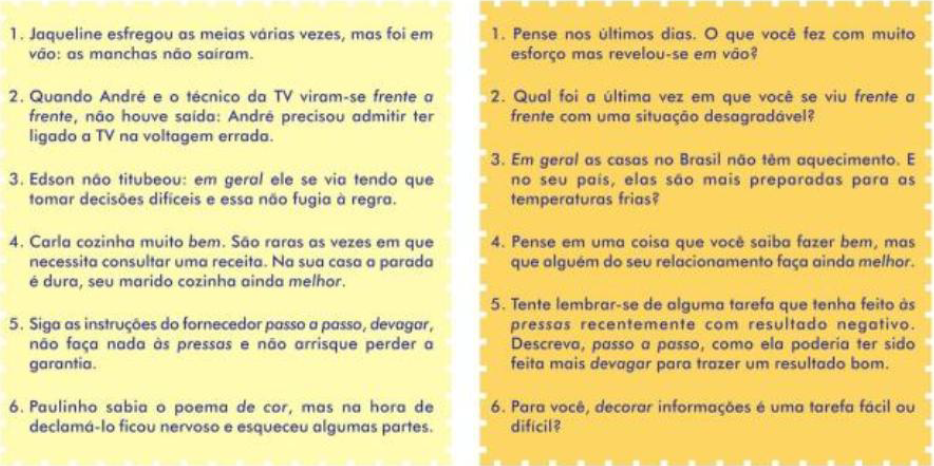 1. Jaqueline esfregou as meias várias vezes, mas foi em
vão: as manchas não saíram.
2. Quando André e o técnico da TV viram-se frente a
frente, não houve saída: André precisou admitir ter
ligado a TV na voltagem errada.
3. Edson não titubeou: em geral ele se via tendo que
tomar decisões difíceis e essa não fugia à regra.
4. Carla cozinha muito bem. São raras as vezes em que
necessita consultar uma receita. Na sua casa a parada
é dura, seu marido cozinha ainda melhor.
5. Siga as instruções do fornecedor passo a passo, devagar,
não faça nada às pressas e não arrisque perder a
garantia.
6. Paulinho sabia o poema de cor, mas na hora de
declamá-lo ficou nervoso e esqueceu algumas partes.
1. Pense nos últimos dias. O que você fez com muito
esforço mas revelou-se em vão?
2. Qual foi a última vez em que você se viu frente a
frente com uma situação desagradável?
3. Em geral as casas no Brasil não têm aquecimento. E
no seu país, elas são mais preparadas para as
temperaturas frias?
4. Pense em uma coisa que você saiba fazer bem, mas
que alguém do seu relacionamento faça ainda melhor.
5. Tente lembrar-se de alguma tarefa que tenha feito às
pressas recentemente com resultado negativo.
Descreva, passo a passo, como ela poderia ter sido
feita mais devagar para trazer um resultado bom.
6. Para você, decorar informações é uma tarefa fácil ou
difícil?